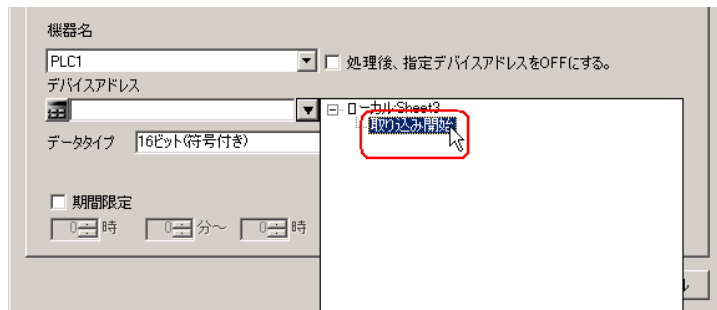 機器名
PLC1
処理後、指定デバイスアドレスをOFFにする。
デバイスアドレス
ローカル:Sheet3
取り込み開始
データタイプ 16ビット(符号付き)
期間限定
0 時 0 分~ 0 時
ル